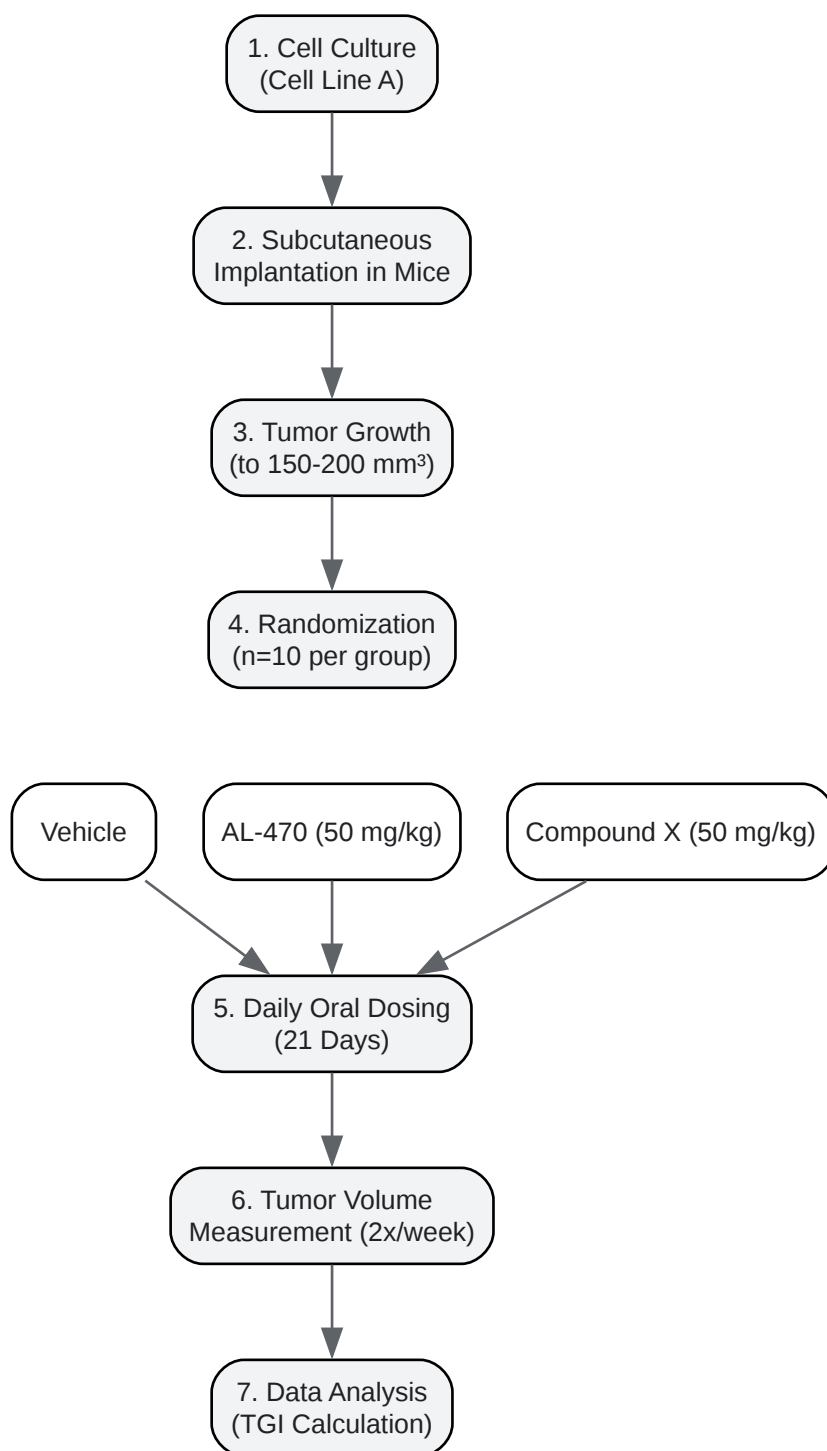 1. Cell Culture
(Cell Line A)
2. Subcutaneous
Implantation in Mice
3. Tumor Growth
(to 150-200 mm³)
4. Randomization
(n=10 per group)
Vehicle
AL-470 (50 mg/kg)
Compound X (50 mg/kg)
5. Daily Oral Dosing
(21 Days)
6. Tumor Volume
Measurement (2x/week)
7. Data Analysis
(TGI Calculation)